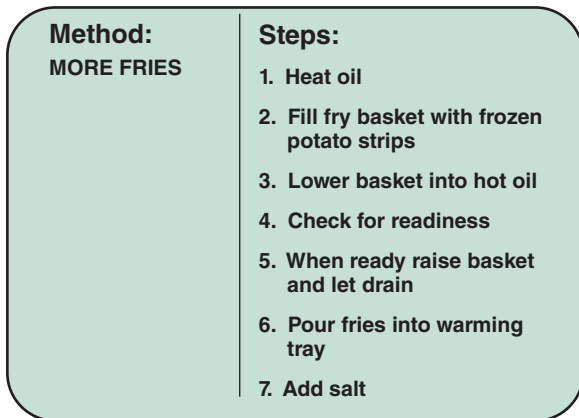 Method:
MORE FRIES
Steps:
1. Heat oil
2. Fill fry basket with frozen
potato strips
3. Lower basket into hot oil
4. Check for readiness
5. When ready raise basket
and let drain
6. Pour fries into warming
tray
7. Add salt